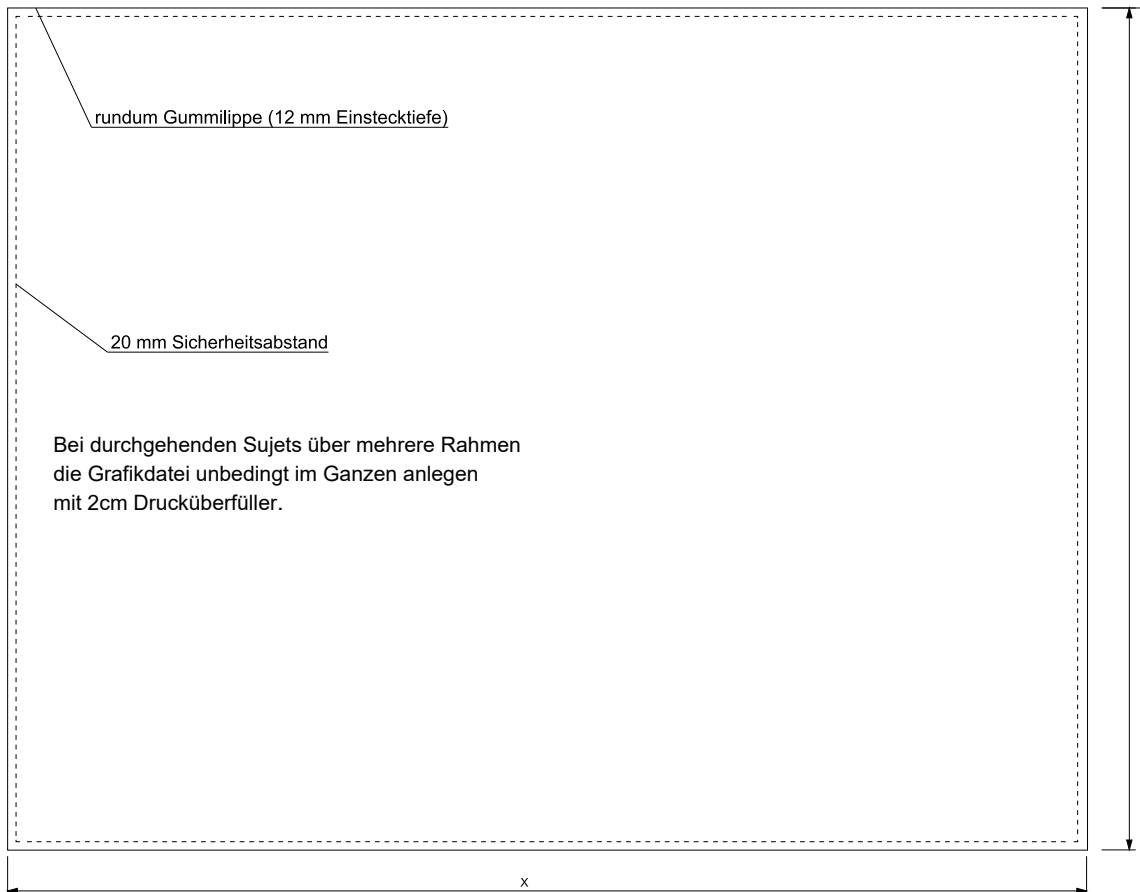 rundum Gummilippe (12 mm Einstecktiefe)
20 mm Sicherheitsabstand
Bei durchgehenden Sujets über mehrere Rahmen
die Grafikdatei unbedingt im Ganzen anlegen
mit 2cm Drucküberfüller.
x